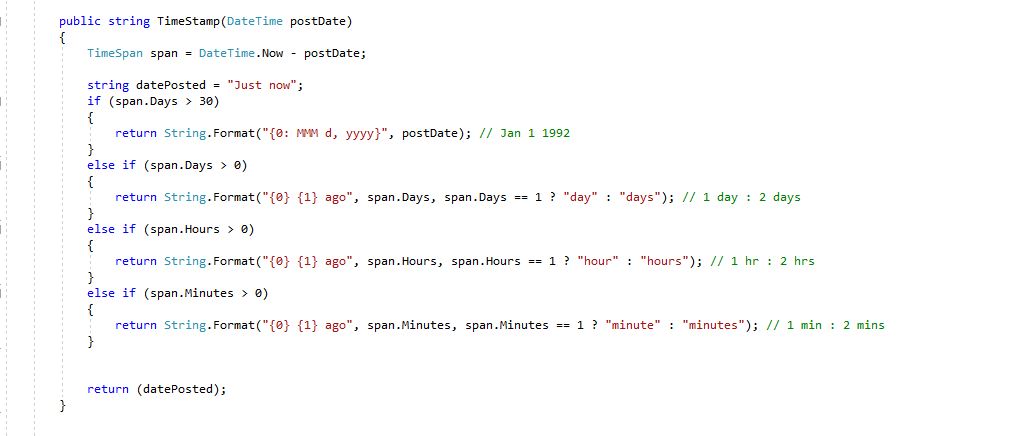 public string TimeStamp(DateTime postDate)
{
TimeSpan span = DateTime.Now - postDate;
string datePosted = "Just now";
if (span.Days > 30)
{
return String.Format("{0: MMM d, yyyy}", postDate); // Jan 1 1992
}
else if (span.Days > 0)
{
return String.Format("{0} {1} ago", span.Days, span.Days == 1 ? "day" : "days"); // 1 day : 2 days
}
else if (span.Hours > 0)
{
return String.Format("{0} {1} ago", span.Hours, span.Hours == 1 ? "hour" : "hours"); // 1 hr : 2 hrs
}
else if (span.Minutes > 0)
{
return String.Format("{0} {1} ago", span.Minutes, span.Minutes == 1 ? "minute" : "minutes"); // 1 min : 2 mins
}
return (datePosted);
}